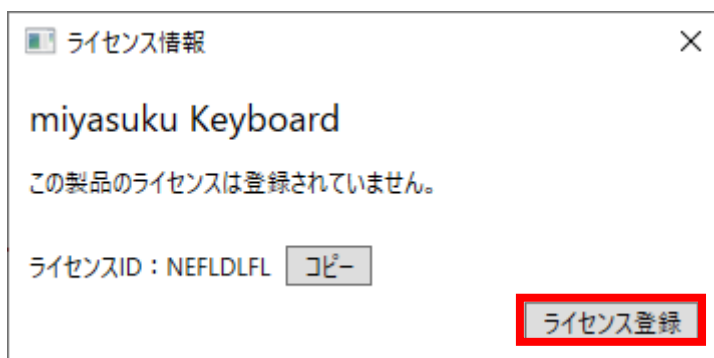 ライセンス情報
miyasuku Keyboard
この製品のライセンスは登録されていません。
ライセンスID：NEFLDLFL コピー
ライセンス登録